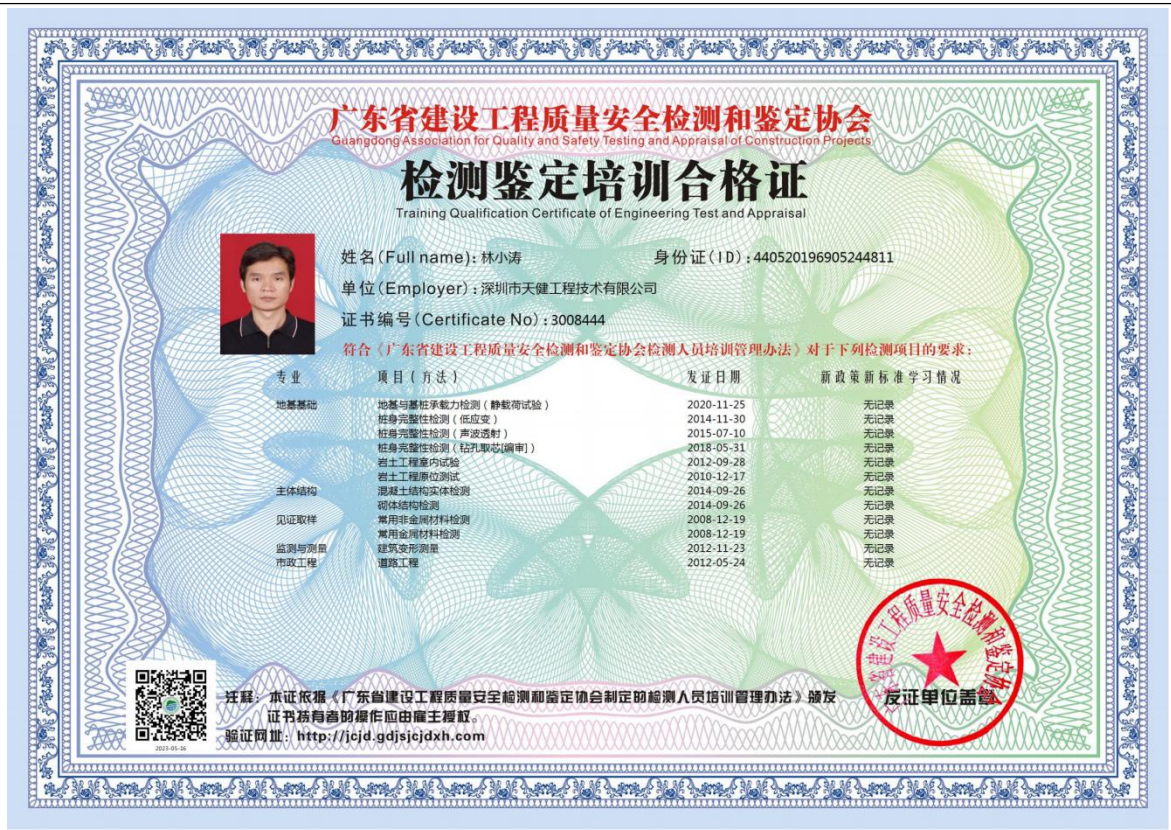 广东省建设工程质量安全检测和鉴定协会
Guangdong Association for Quality and Safety Testing and Appraisal of Construction Projects
检测鉴定培训合格证
Training Qualification Certificate of Engineering Test and Appraisal
姓名(Full name): 林小涛 身份证(ID): 440520196905244811
单位(Employer): 深圳市天健工程技术有限公司
证书编号(Certificate No): 3008444
符合《广东省建设工程质量安全检测和鉴定协会检测人员培训管理办法》对于下列检测项目的要求:
专业 项目(方法) 发证日期 新政策新标准学习情况
地基基础 地基与基桩承载力检测(静载荷试验) 2020-11-25 无记录
桩身完整性检测(低应变) 2014-11-30 无记录
桩身完整性检测(声波透射) 2015-07-10 无记录
桩身完整性检测(钻孔取芯[编审]) 2018-05-31 无记录
岩土工程室内试验 2012-09-28 无记录
岩土工程原位测试 2010-12-17 无记录
主体结构 混凝土结构实体检测 2014-09-26 无记录
砌体结构检测 2014-09-26 无记录
见证取样 常用非金属材料检测 2008-12-19 无记录
常用金属材料检测 2008-12-19 无记录
监测与测量 建筑变形测量 2012-11-23 无记录
市政工程 道路工程 2012-05-24 无记录
广东省建设工程质量安全检测和鉴定协会
注释: 本证依据《广东省建设工程质量安全检测和鉴定协会制定的检测人员培训管理办法》颁发 发证单位盖章
证书持有者的操作应由雇主授权。
验证网址: http://jcjd.gdjsjcjdxh.com
2023-05-16